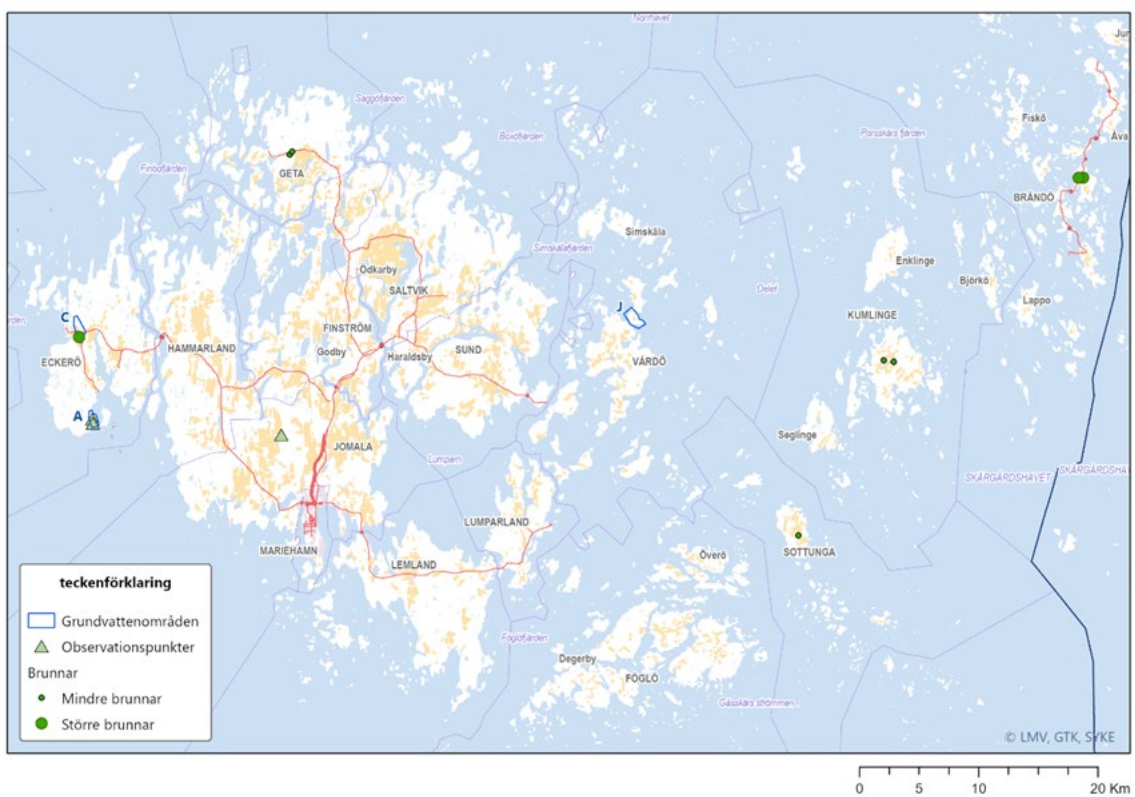 Norrhavet
Jur
Saggöfjärden
Fiskö
Boxöfjärden
Porsskärs fjärden
Åva
Finbofjärden
GETA
BRÄNDÖ
Simskäla
Simskälafjärden
Enklinge
Ödkarby
Björkö
SALTVIK
Delet
Lappo
J
C
rden
KUMLINGE
FINSTRÖM
HAMMARLAND
Godby
Haraldsby
SUND
VÅRDÖ
ECKERÖ
A
Seglinge
JOMALA
Lumparn
SKÄRGÅRDSHAVET
SKÄRGÅRDSHAV
LUMPARLAND
MARIEHAMN
SOTTUNGA
Överö
LEMLAND
teckenförklaring
Grundvattenområden
Föglöfjärden
Observationspunkter
Degerby
Brunnar
FÖGLÖ
Mindre brunnar
Gåsskärs strömmen
Större brunnar
© LMV, GTK, SYKE
0 5 10 20 Km